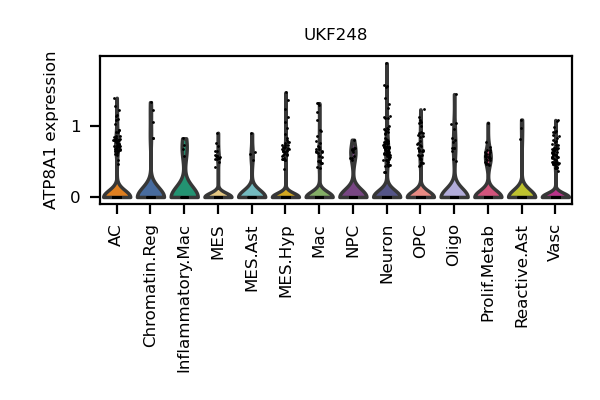 UKF248
ATP8A1 expression
1
0
AC
Chromatin.Reg
Inflammatory.Mac
MES
MES.Ast
MES.Hyp
Mac
NPC
Neuron
OPC
Oligo
Prolif.Metab
Reactive.Ast
Vasc